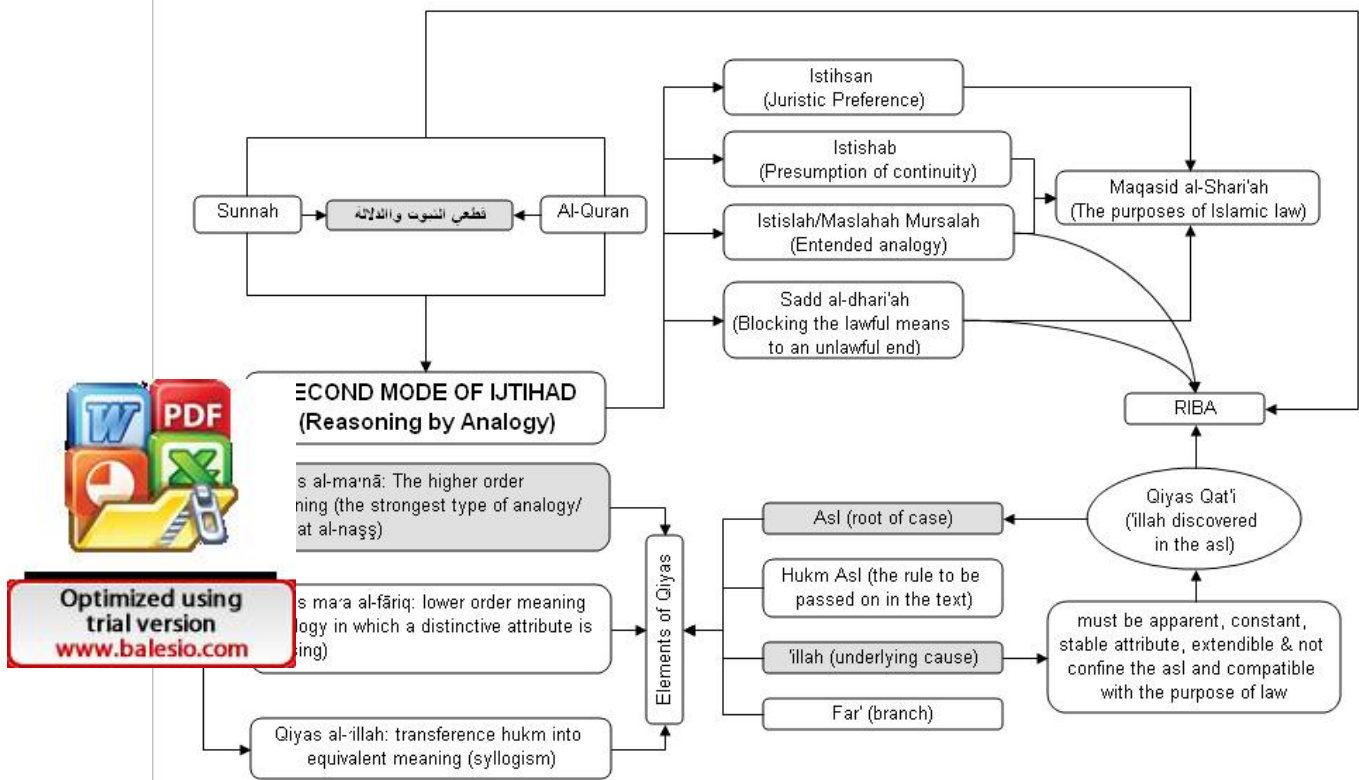 Istihsan
(Juristic Preference)
Istishab
(Presumption of continuity)
Maqasid al-Shari'ah
(The purposes of Islamic law)
Sunnah
قطعي الثبوت واالدلالة
Al-Quran
Istislah/Maslahah Mursalah
(Entended analogy)
Sadd al-dhari'ah
(Blocking the lawful means
to an unlawful end)
ECOND MODE OF IJTIHAD
(Reasoning by Analogy)
RIBA
s al-ma'nā: The higher order
ning (the strongest type of analogy/
at al-naṣṣ)
Qiyas Qat'i
('illah discovered
in the asl)
Asl (root of case)
Elements of Qiyas
Hukm Asl (the rule to be
passed on in the text)
s ma'a al-fāriq: lower order meaning
logy in which a distinctive attribute is
sing)
'illah (underlying cause)
must be apparent, constant,
stable attribute, extendible & not
confine the asl and compatible
with the purpose of law
Far' (branch)
Qiyas al-'illah: transference hukm into
equivalent meaning (syllogism)
W
PDF
X
Optimized using
trial version
www.balesio.com